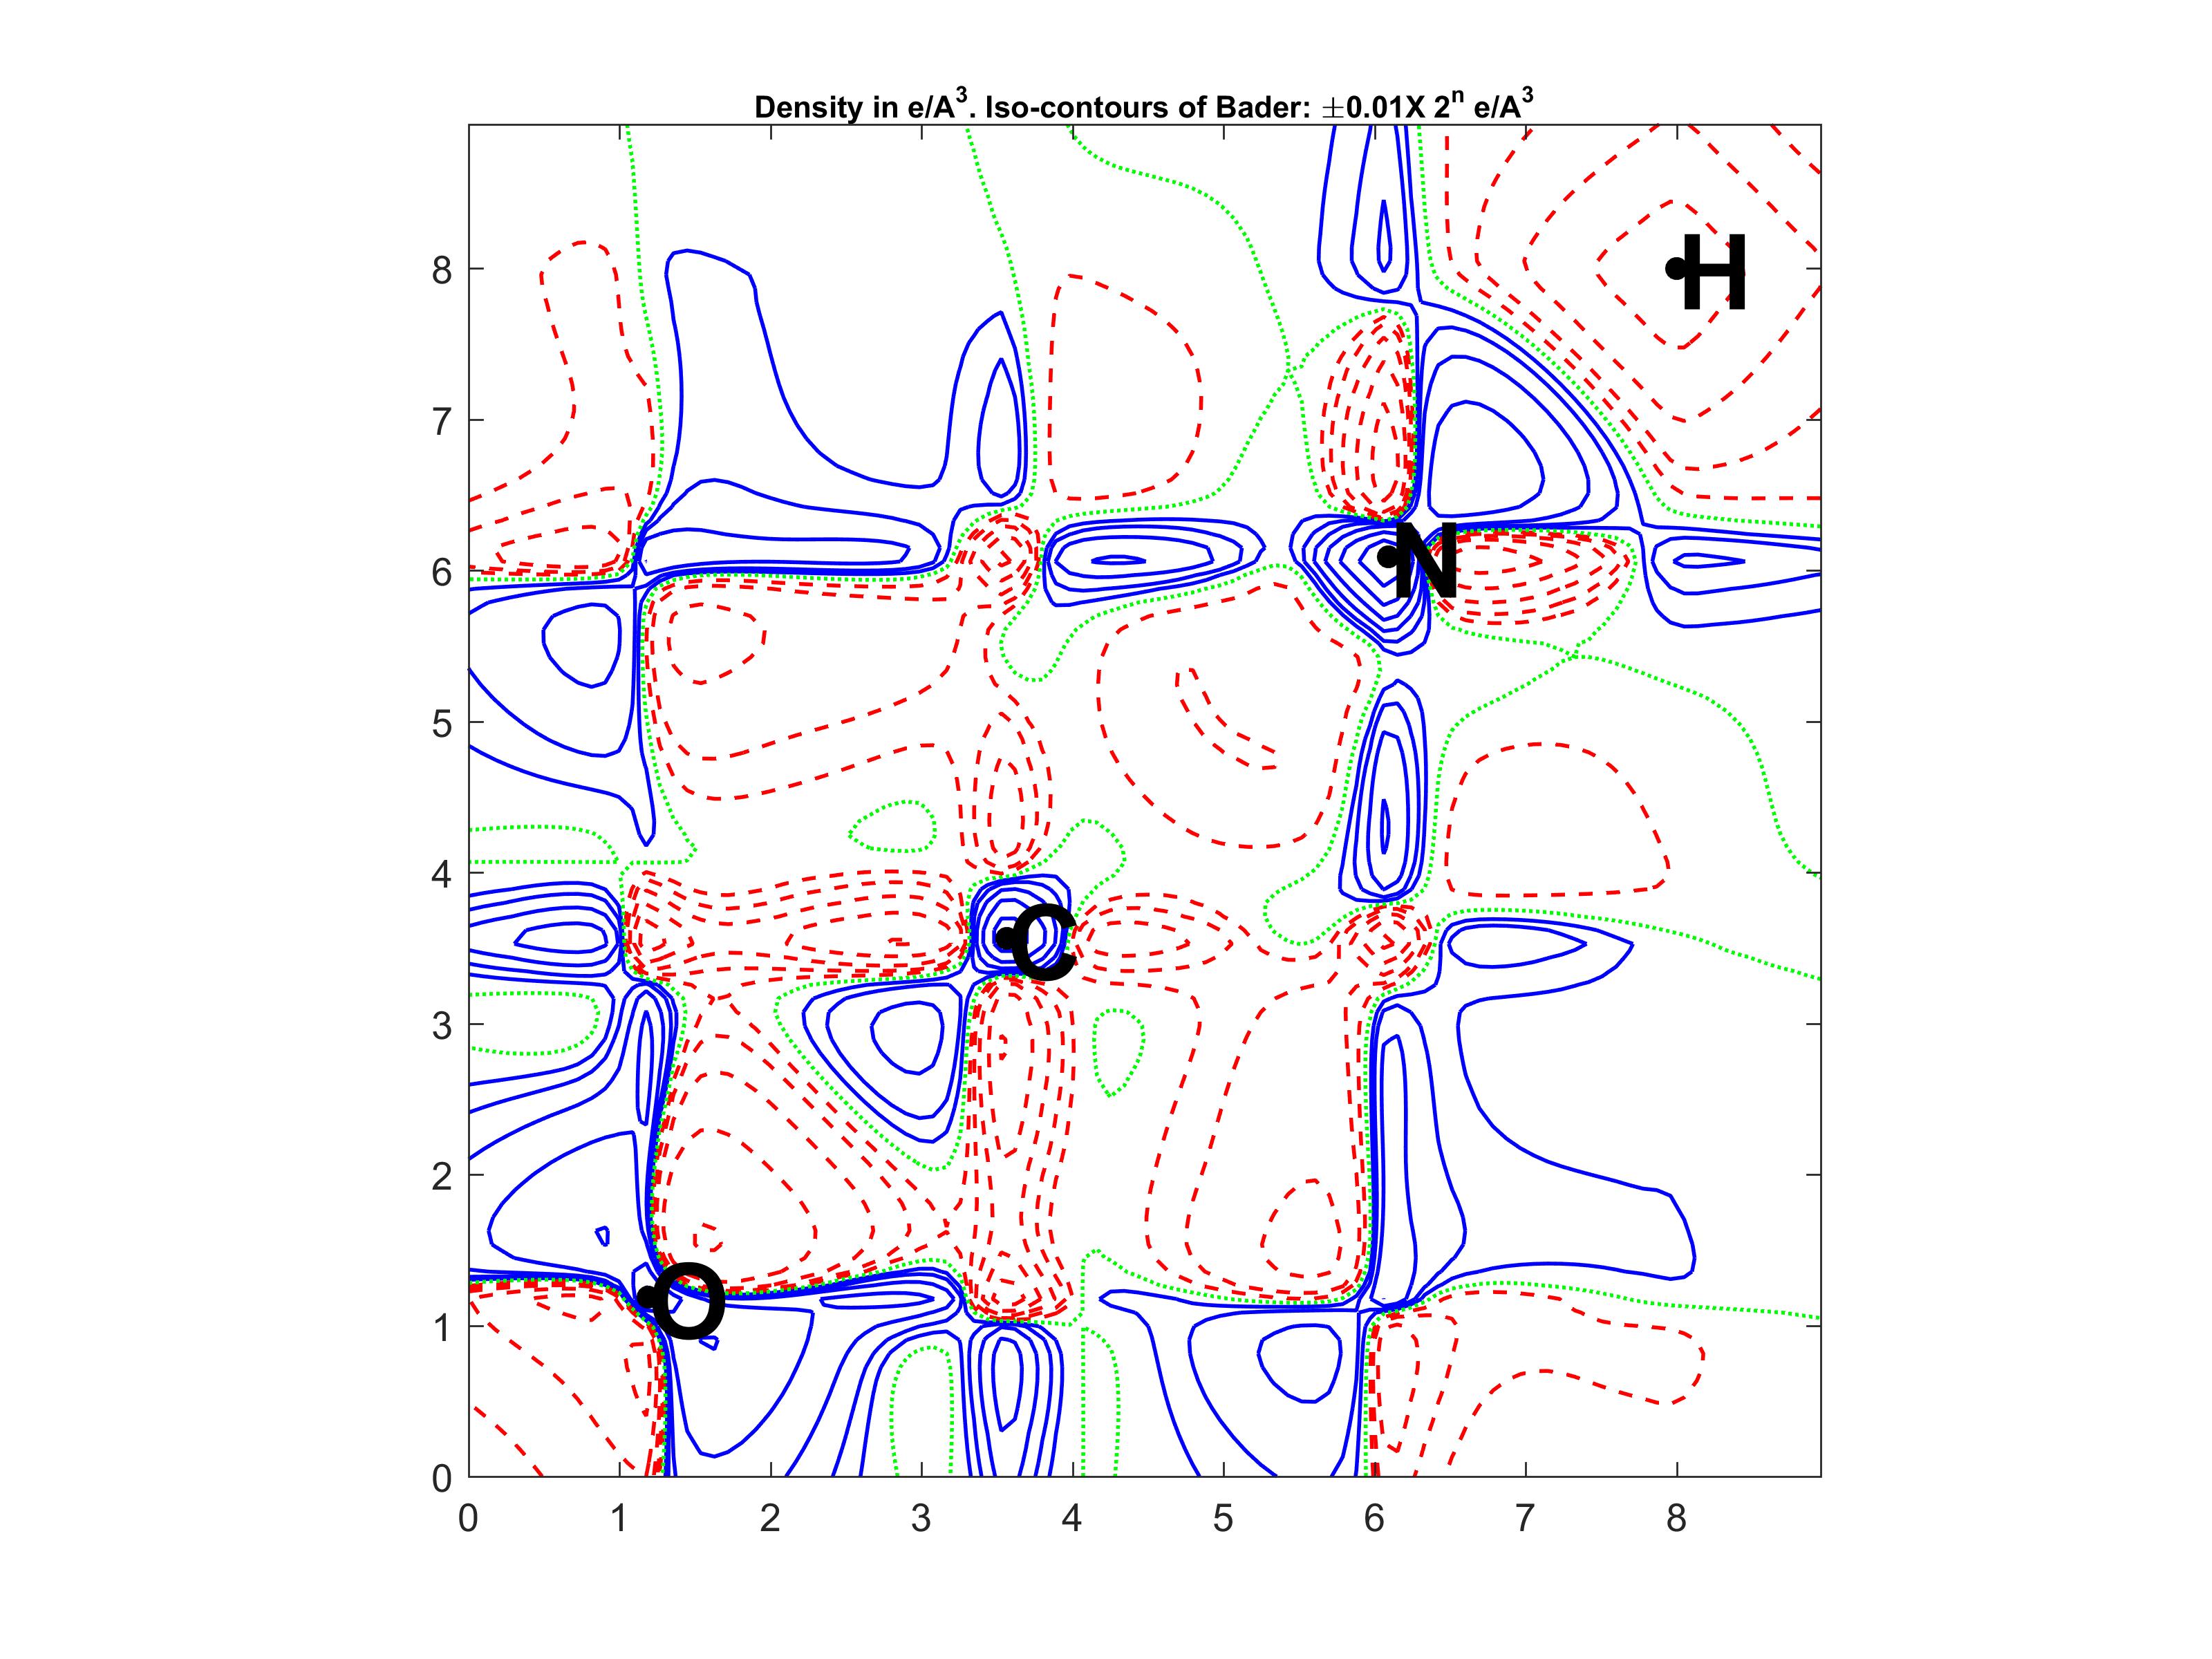 Density in e/A³. Iso-contours of Bader: ±0.01X 2ⁿ e/A³
8
H
7
6
N
5
4
C
3
2
O
1
0
0 1 2 3 4 5 6 7 8